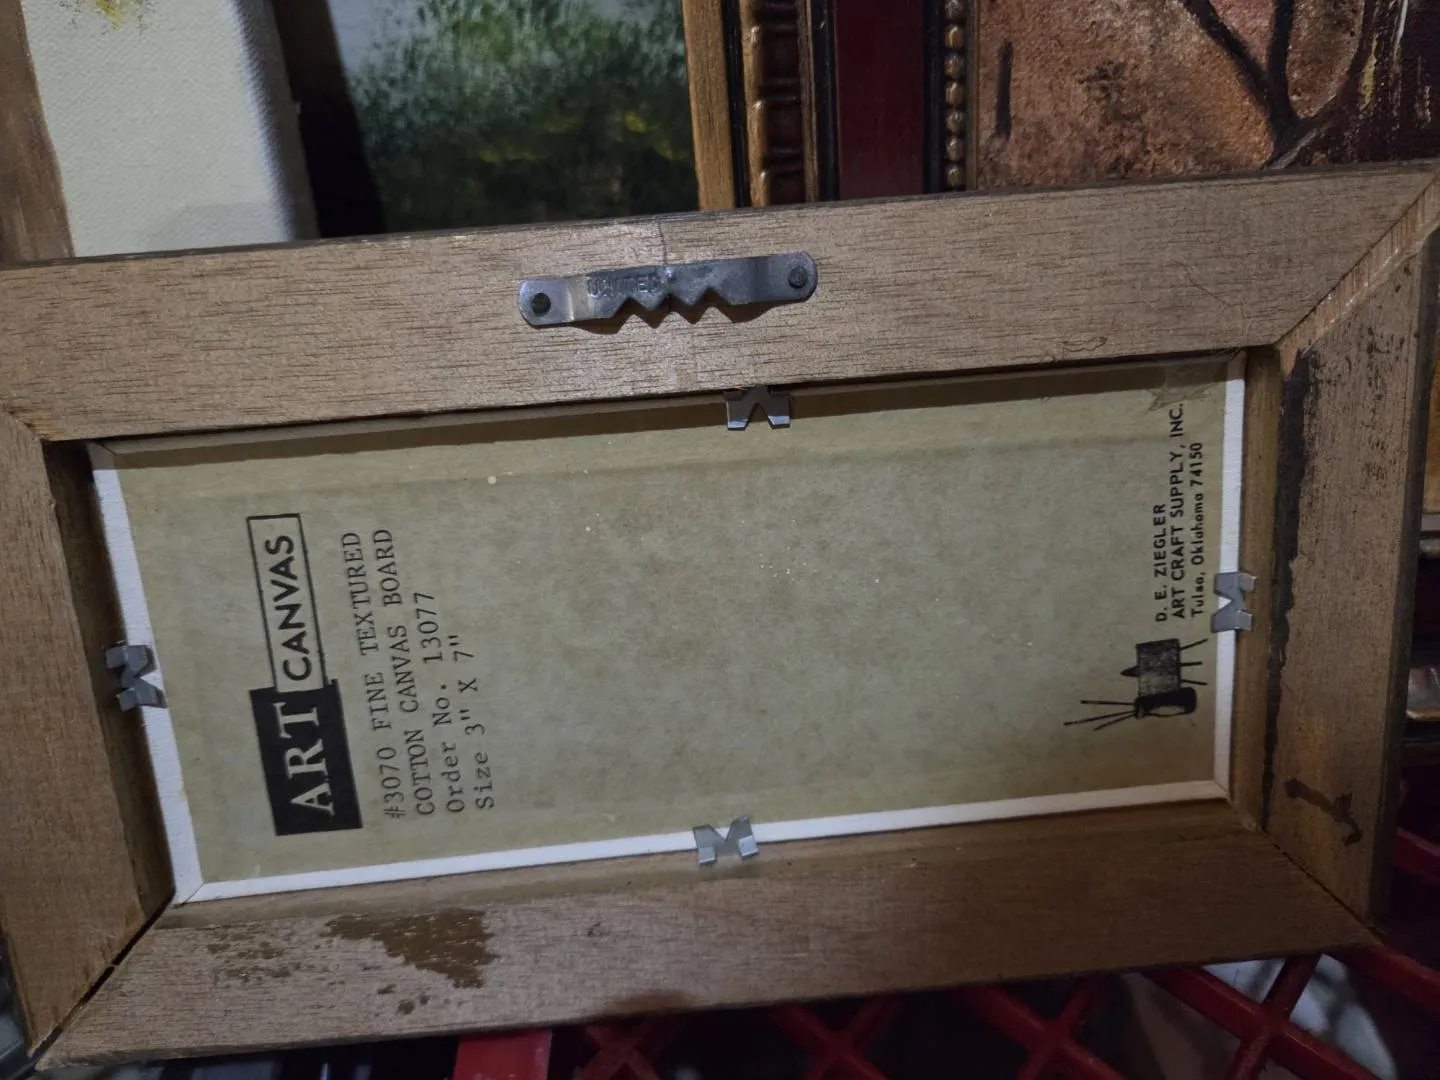 ART CANVAS
#3070 FINE TEXTURED
COTTON CANVAS BOARD
Order No. 13077
Size 3" X 7"
D. E. ZIEGLER
ART CRAFT SUPPLY, INC.
Tulsa, Oklahoma 74150